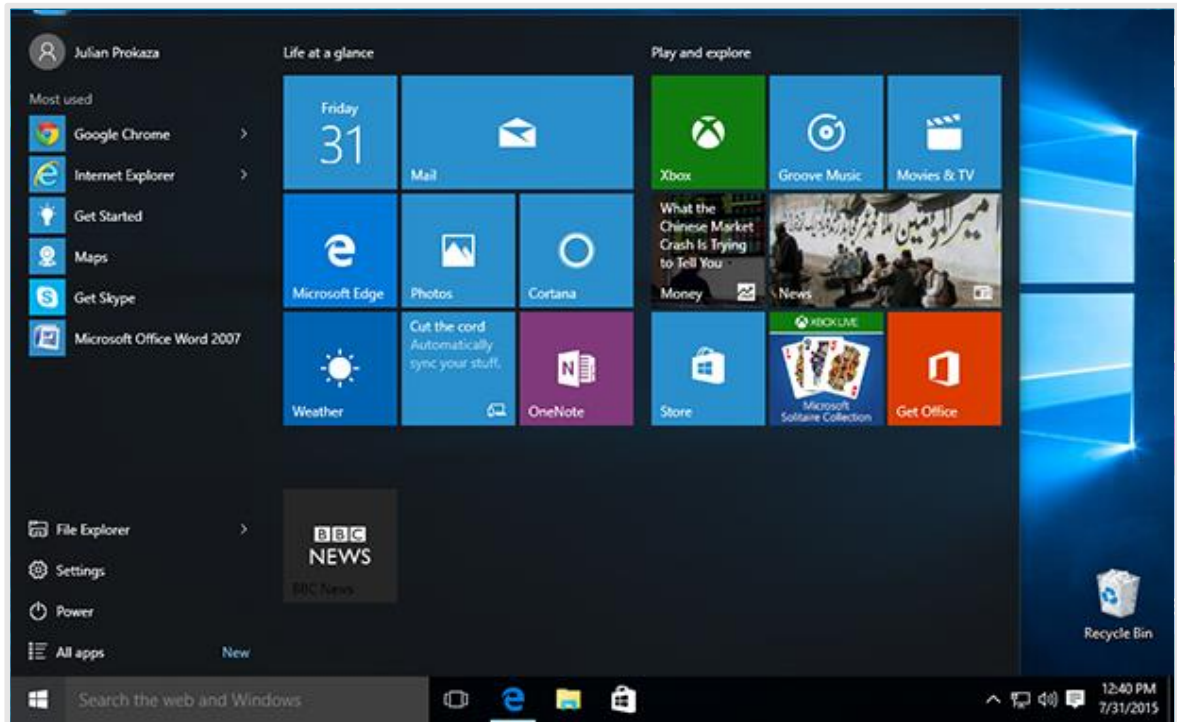 Julian Prokaza
Life at a glance
Play and explore
Most used
Google Chrome
Internet Explorer
Get Started
Maps
Get Skype
Microsoft Office Word 2007
Friday
31
Mail
Xbox
Groove Music
Movies & TV
Microsoft Edge
Photos
Cortana
What the
Chinese Market
Crash Is Trying
to Tell You
Money
امیرالمؤمنین ملا محمد
News
Weather
Cut the cord
Automatically
sync your stuff.
N
OneNote
Store
XBOX LIVE
Microsoft
Solitaire Collection
Get Office
File Explorer
Settings
Power
All apps
New
BBC
NEWS
BBC News
Recycle Bin
Search the web and Windows
12:40 PM
7/31/2015